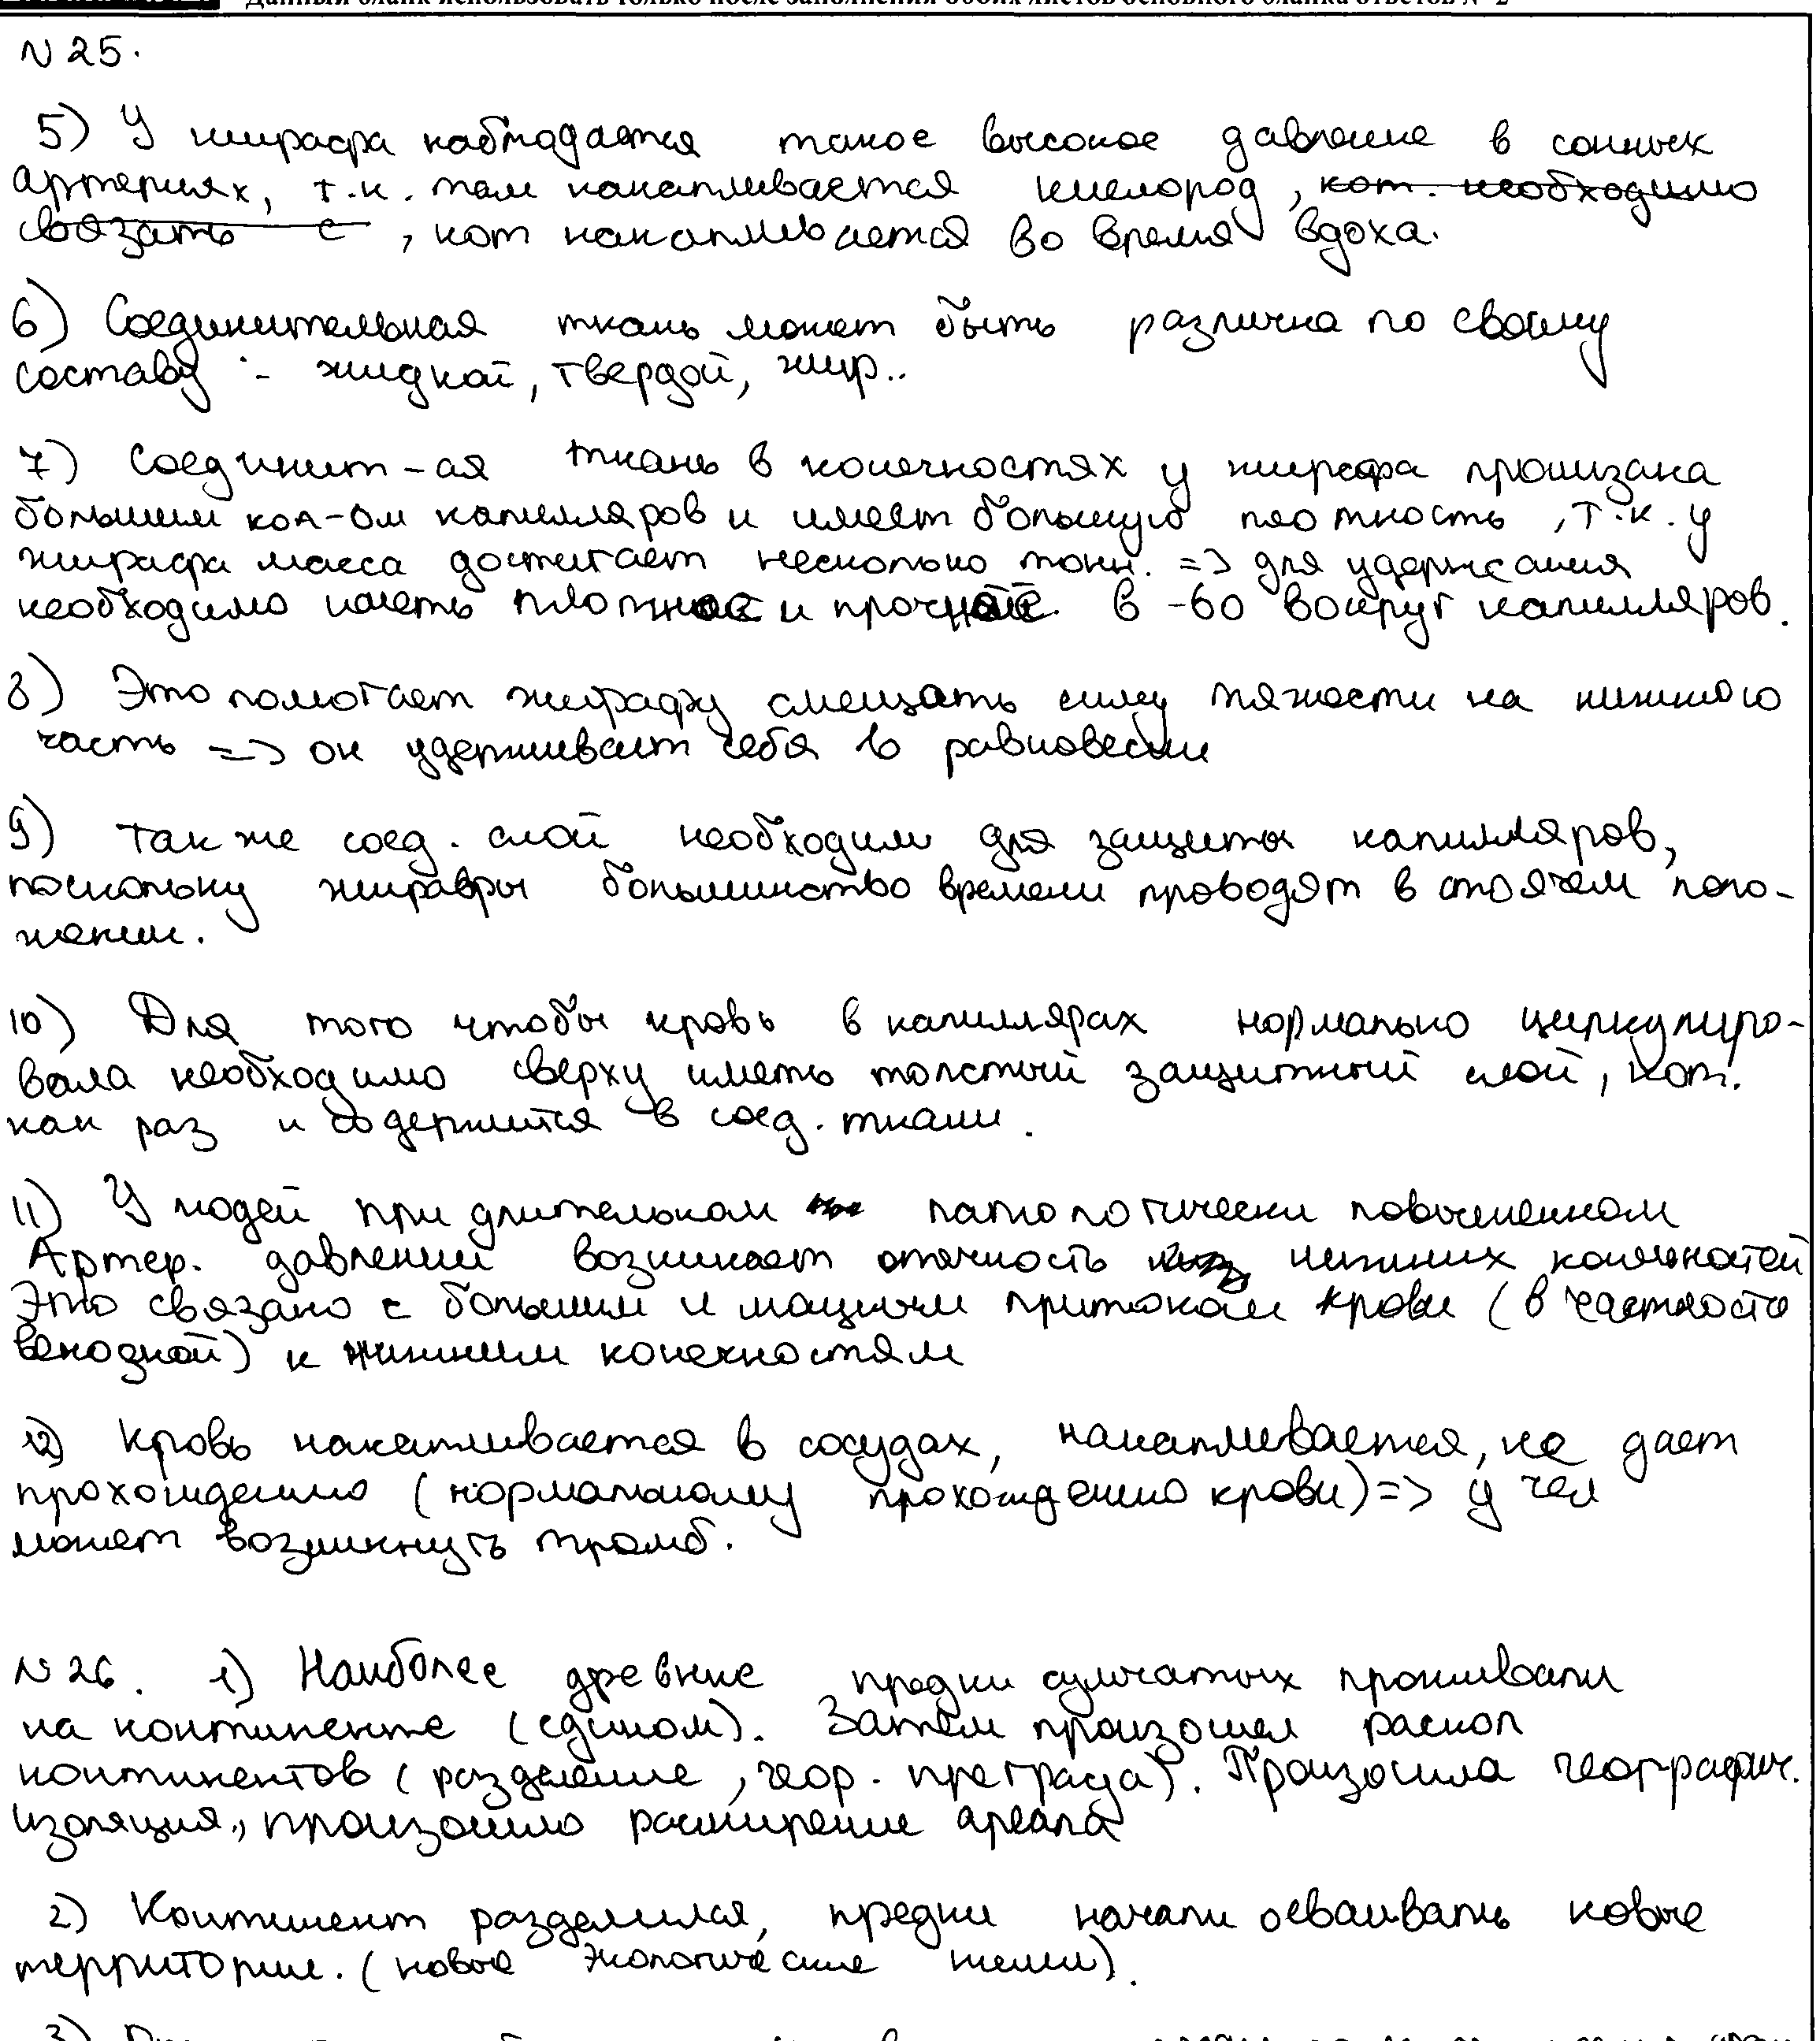 Данный бланк использовать только после заполнения обоих листов основного бланка ответов № 2
N 25.
5) У жирафа наблюдается такое высокое давление в сонных
артериях, т.к. там накапливается кислород, кот. необходимо
связать с , кот накапливается во время вдоха.
6) Соединительная ткань может быть различна по своему
составу - жидкой, твердой, жир..
7) Соединит-ая ткань в конечностях у жирафа пронизана
большим кол-ом капилляров и имеет большую плотность, т.к. у
жирафа масса достигает несколько тонн. => для удержания
необходимо иметь плотное и прочное в-во вокруг капилляров.
8) Это помогает жирафу смещать силу тяжести на нижнюю
часть => он удерживает себя в равновесии
9) также соед. слой необходим для защиты капилляров,
поскольку жирафы большинство времени проводят в стоячем поло-
жении.
10) Для того чтобы кровь в капиллярах нормально циркулиро-
вала необходимо сверху иметь толстый защитный слой, кот.
как раз и содержится в соед. ткани.
11) У людей при длительном патологически повышенном
Артер. давлении возникает отечность нижних конечностей
Это связано с большим и мощным притоком крови (в частности
венозной) к нижним конечностям
12) Кровь накапливается в сосудах, накапливается, не дает
прохождению (нормальному прохождению крови) => у чел
может возникнуть тромб.
№ 26. 1) Наиболее древние предки сумчатых проживали
на континенте (едином). Затем произошел раскол
континентов (разделение, геор. преграда). Произошла географич.
изоляция, произошло расширение ареала
2) Континент разделился, предки начали осваивать новые
территории. (новые экологические ниши).
3)